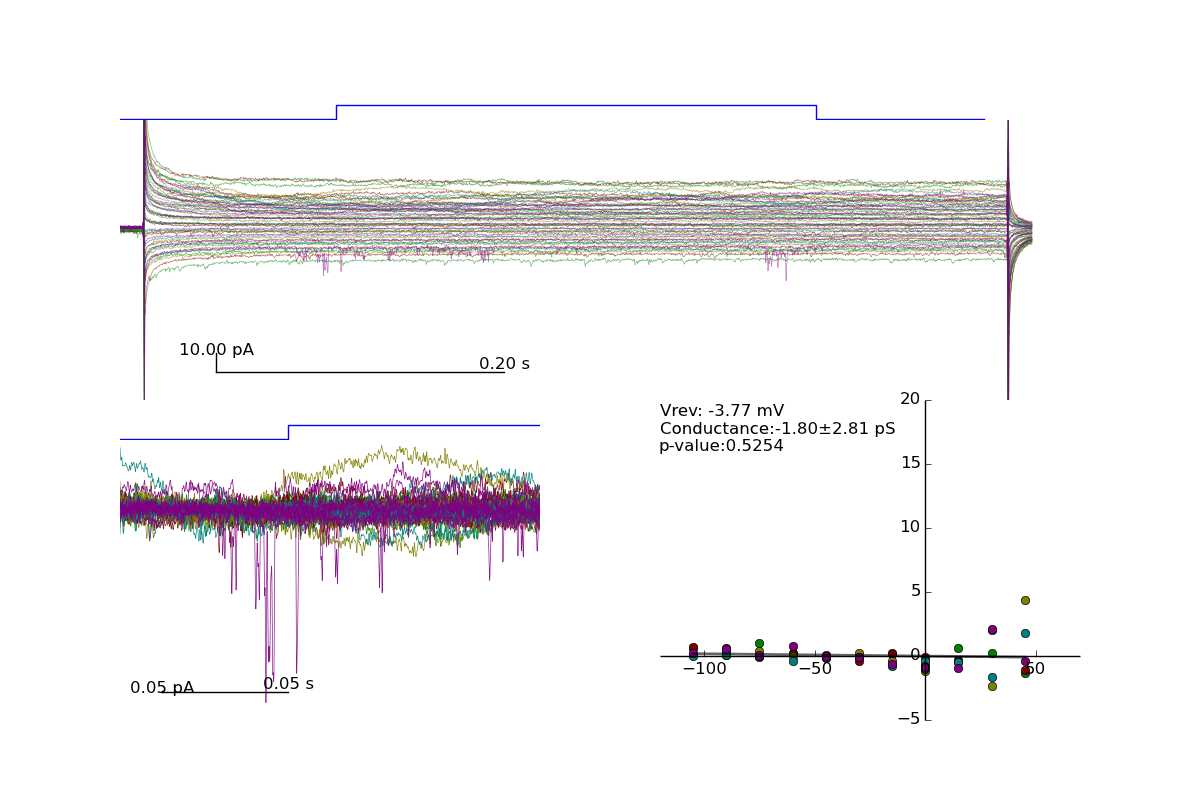 10.00 pA
0.20 s
Vrev: -3.77 mV
Conductance:-1.80±2.81 pS
p-value:0.5254
20
15
10
5
0
−5
−100
−50
50
0.05 pA
0.05 s